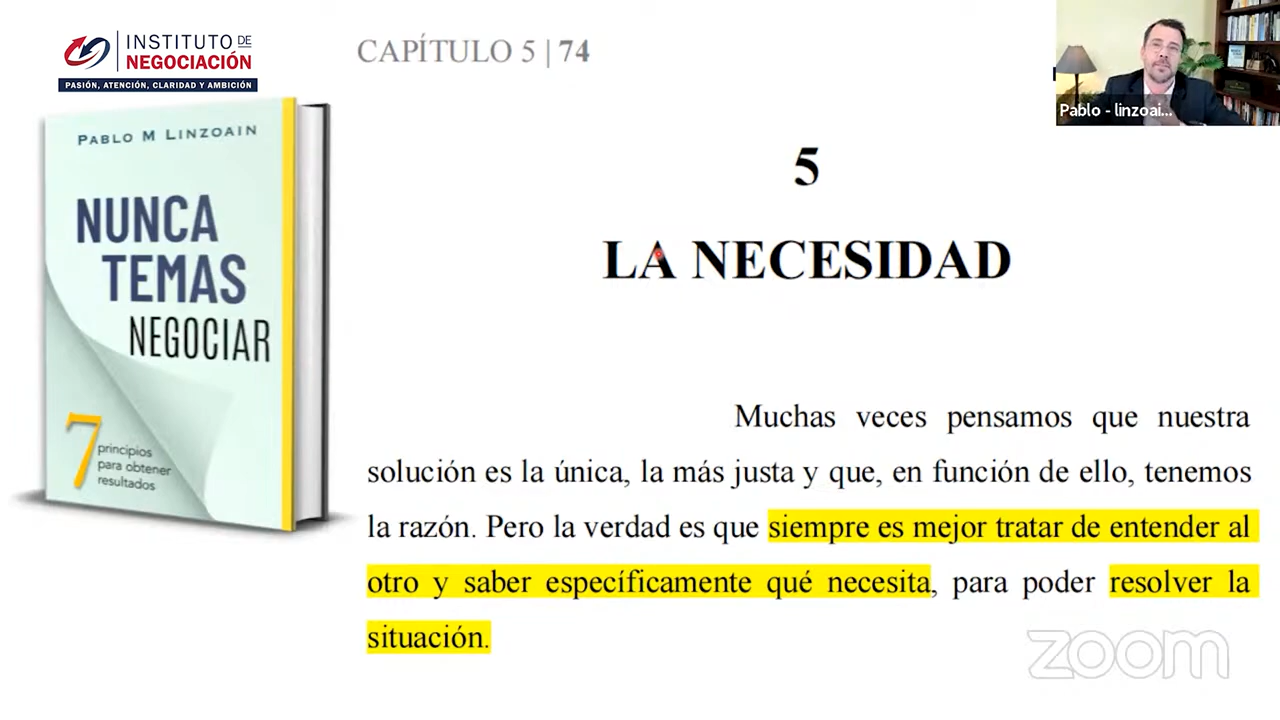 INSTITUTO DE
NEGOCIACIÓN
PASIÓN, ATENCIÓN, CLARIDAD Y AMBICIÓN
CAPÍTULO 5 | 74
Pablo - linzoai...
PABLO M LINZOAIN
NUNCA
TEMAS
NEGOCIAR
7
principios
para obtener
resultados
5
LA NECESIDAD
Muchas veces pensamos que nuestra
solución es la única, la más justa y que, en función de ello, tenemos
la razón. Pero la verdad es que siempre es mejor tratar de entender al
otro y saber específicamente qué necesita, para poder resolver la
situación.
zoom